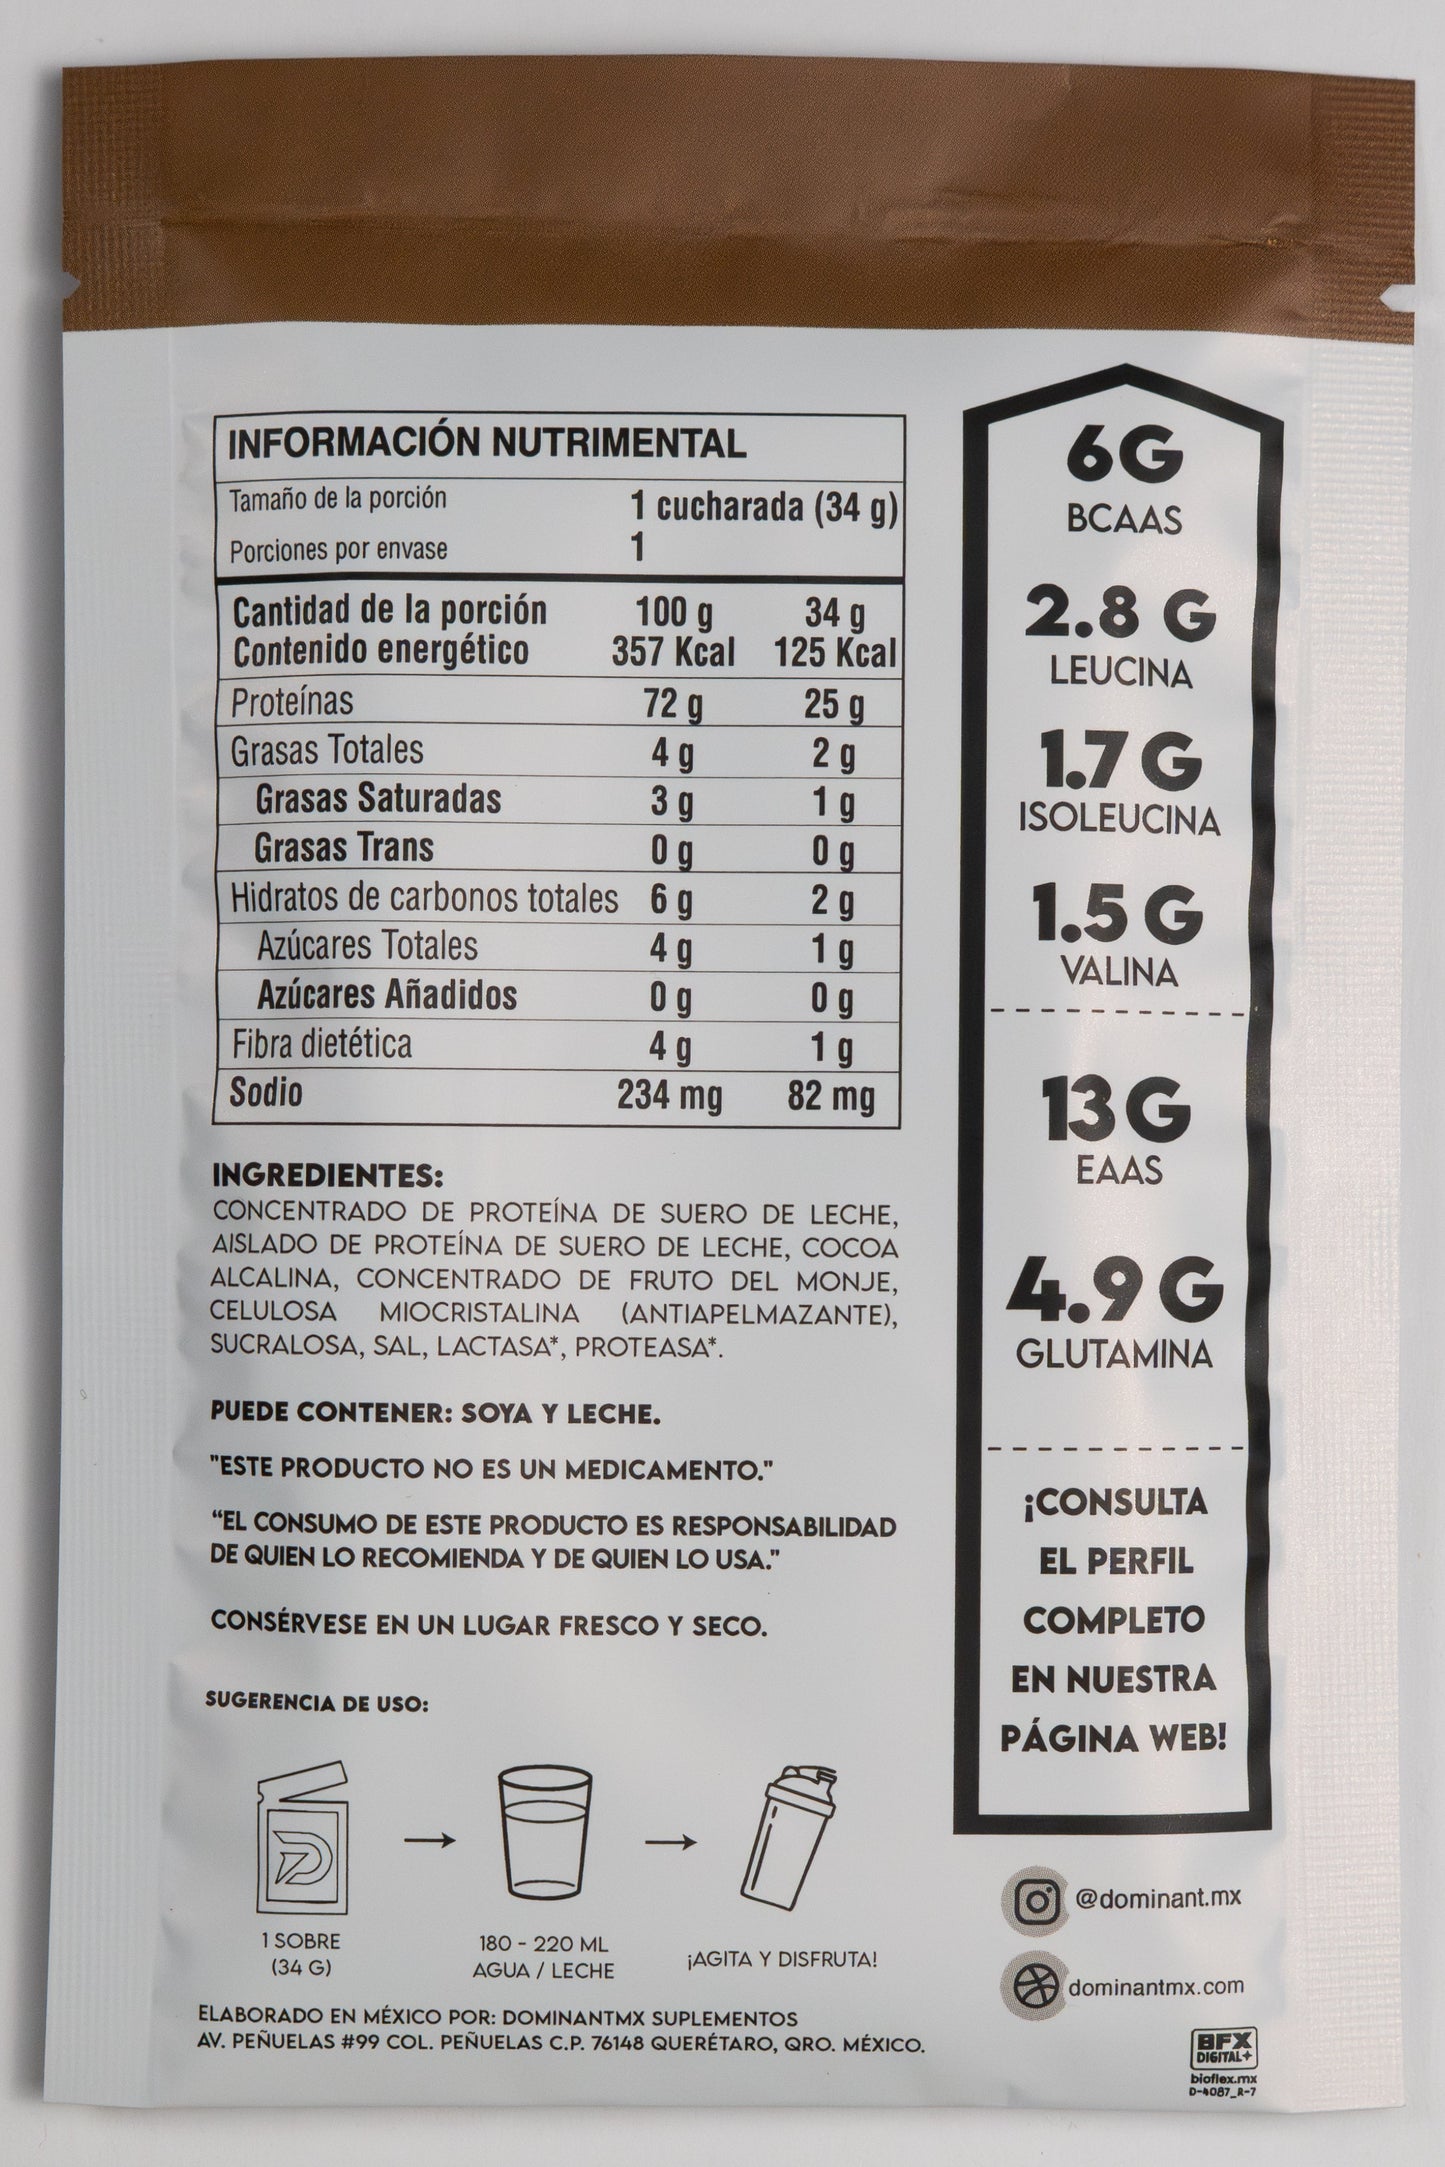 INFORMACIÓN NUTRIMENTAL
Tamaño de la porción 1 cucharada (34 g)
Porciones por envase 1
Cantidad de la porción 100 g 34 g
Contenido energético 357 Kcal 125 Kcal
Proteínas 72 g 25 g
Grasas Totales 4 g 2 g
Grasas Saturadas 3 g 1 g
Grasas Trans 0 g 0 g
Hidratos de carbonos totales 6 g 2 g
Azúcares Totales 4 g 1 g
Azúcares Añadidos 0 g 0 g
Fibra dietética 4 g 1 g
Sodio 234 mg 82 mg
INGREDIENTES:
CONCENTRADO DE PROTEÍNA DE SUERO DE LECHE,
AISLADO DE PROTEÍNA DE SUERO DE LECHE, COCOA
ALCALINA, CONCENTRADO DE FRUTO DEL MONJE,
CELULOSA MIOCRISTALINA (ANTIAPELMAZANTE),
SUCRALOSA, SAL, LACTASA*, PROTEASA*.
PUEDE CONTENER: SOYA Y LECHE.
"ESTE PRODUCTO NO ES UN MEDICAMENTO."
“EL CONSUMO DE ESTE PRODUCTO ES RESPONSABILIDAD
DE QUIEN LO RECOMIENDA Y DE QUIEN LO USA."
CONSÉRVESE EN UN LUGAR FRESCO Y SECO.
SUGERENCIA DE USO:
1 SOBRE
(34 G)
180 - 220 ML
AGUA / LECHE
¡AGITA Y DISFRUTA!
ELABORADO EN MÉXICO POR: DOMINANTMX SUPLEMENTOS
AV. PEÑUELAS #99 COL. PEÑUELAS C.P. 76148 QUERÉTARO, QRO. MÉXICO.
6G
BCAAS
2.8 G
LEUCINA
1.7 G
ISOLEUCINA
1.5 G
VALINA
13 G
EAAS
4.9 G
GLUTAMINA
¡CONSULTA
EL PERFIL
COMPLETO
EN NUESTRA
PÁGINA WEB!
@dominant.mx
dominantmx.com
BFX
DIGITAL+
bioflex.mx
D-4087_R-7